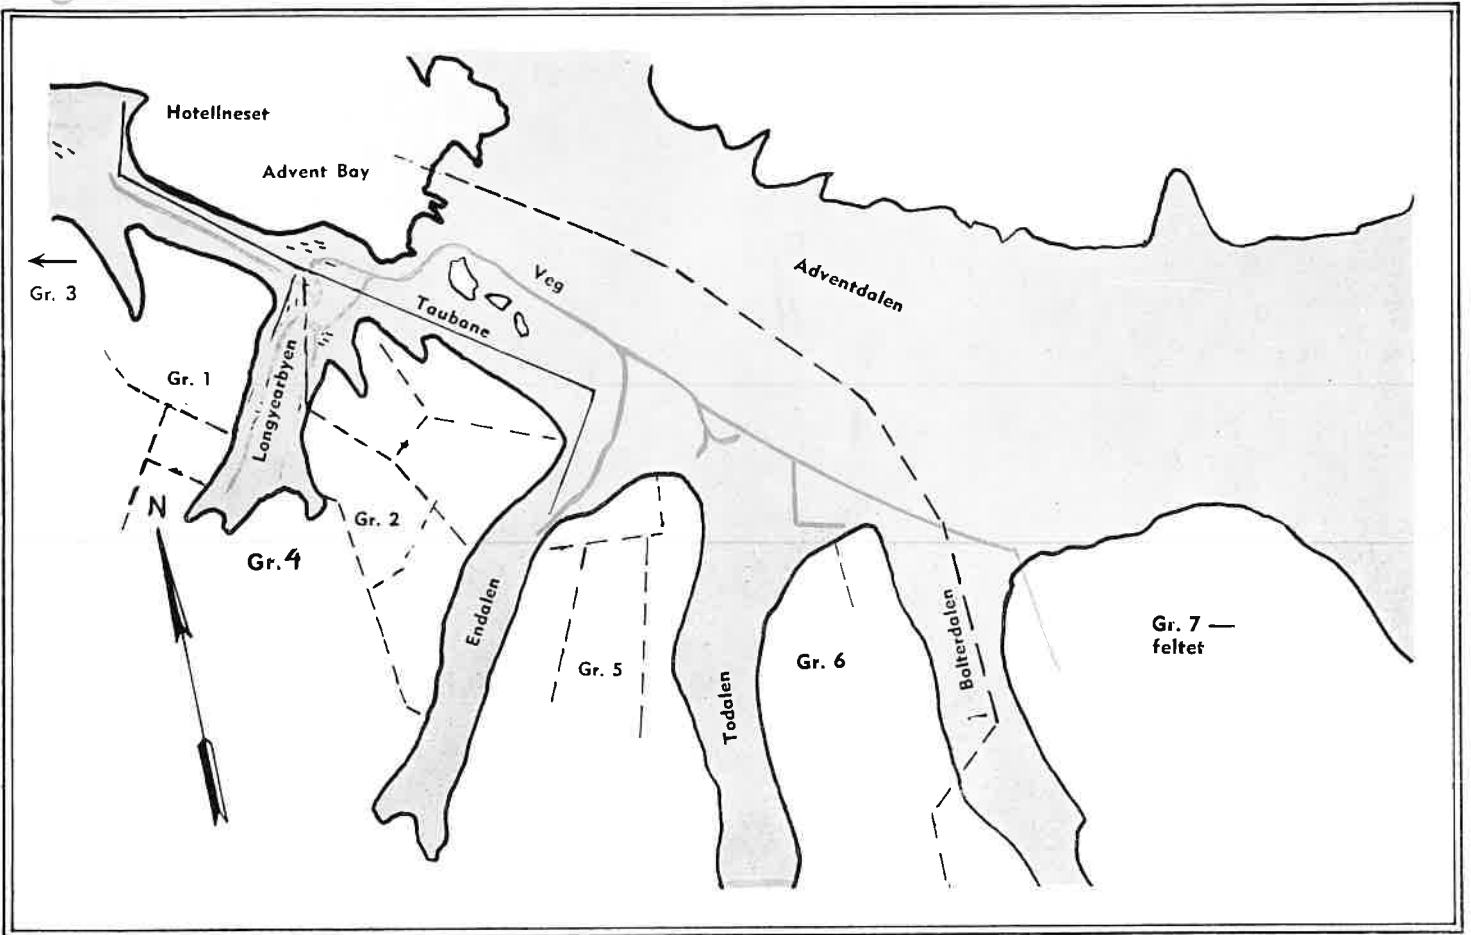 Hotellneset
Advent Bay
Gr. 3
Veg
Adventdalen
Taubane
Gr. 1
Longyearbyen
N
Gr. 2
Gr.4
Endalen
Gr. 5
Todalen
Gr. 6
Bolterdalen
Gr. 7 —
feltet